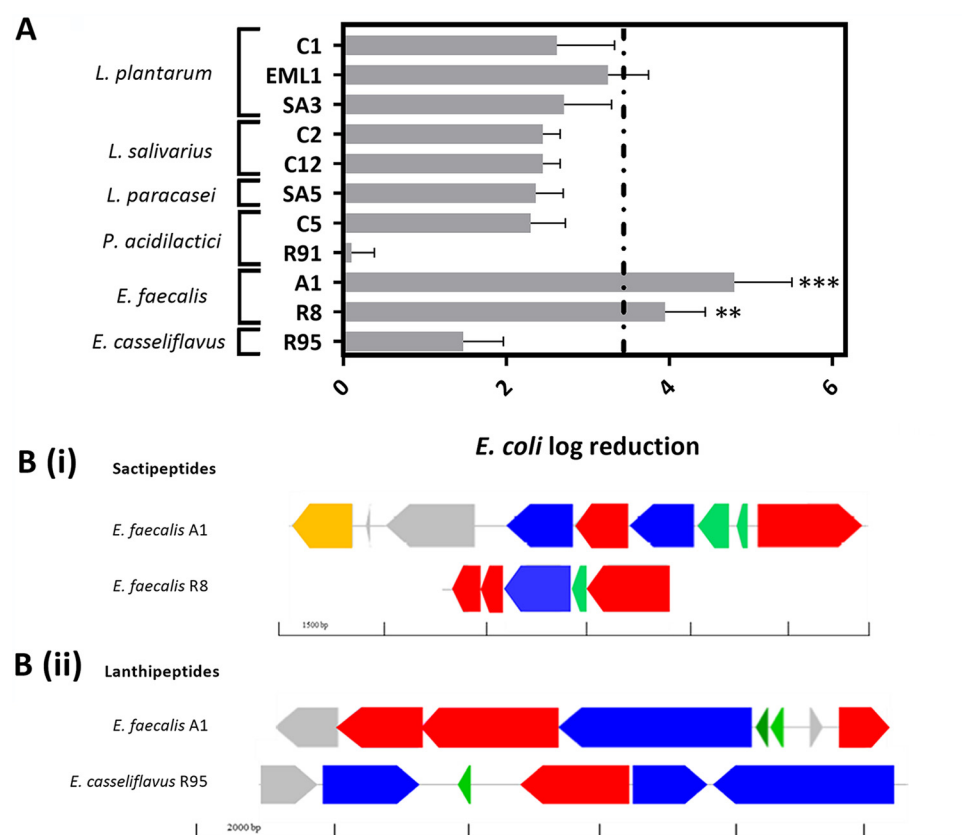 A
L. plantarum
C1
EML1
SA3
L. salivarius
C2
C12
L. paracasei
SA5
P. acidilactici
C5
R91
E. faecalis
A1 ***
R8 **
E. casseliflavus
R95
0 2 4 6
E. coli log reduction
B (i)
Sactipeptides
E. faecalis A1
E. faecalis R8
1500 bp
B (ii)
Lanthipeptides
E. faecalis A1
E. casseliflavus R95
2000 bp